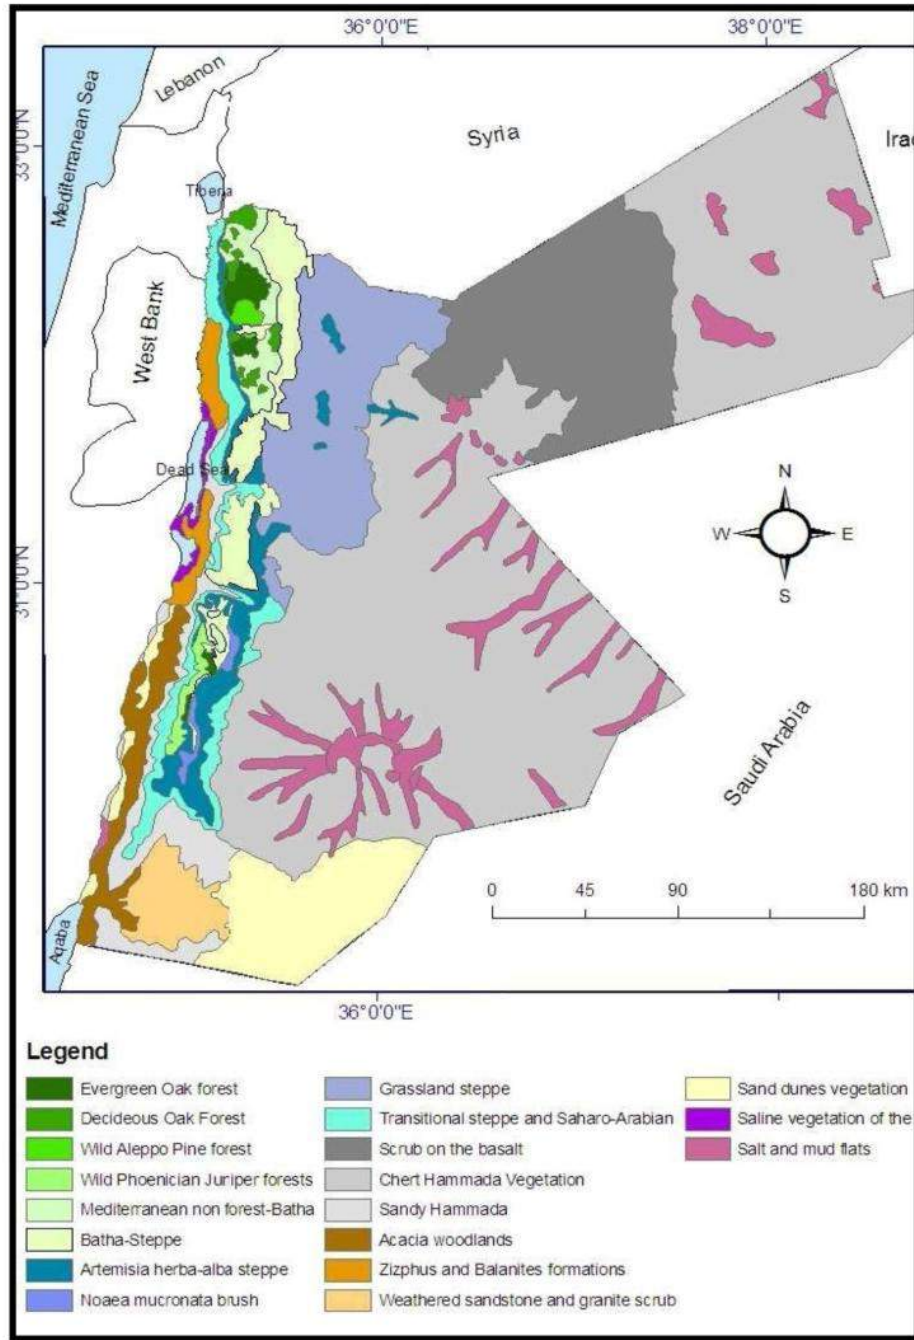 36°0'0"E
38°0'0"E
Mediterranean Sea
Lebanon
Syria
33°0'0"N
Tiberia
West Bank
Dead Sea
N
W
E
S
31°0'0"N
Saudi Arabia
0 45 90 180 km
Aqaba
36°0'0"E
Legend
Evergreen Oak forest
Decideous Oak Forest
Wild Aleppo Pine forest
Wild Phoenician Juniper forests
Mediterranean non forest-Batha
Batha-Steppe
Artemisia herba-alba steppe
Noaea mucronata brush
Grassland steppe
Transitional steppe and Saharo-Arabian
Scrub on the basalt
Chert Hammada Vegetation
Sandy Hammada
Acacia woodlands
Zizphus and Balanites formations
Weathered sandstone and granite scrub
Sand dunes vegetation
Saline vegetation of the
Salt and mud flats